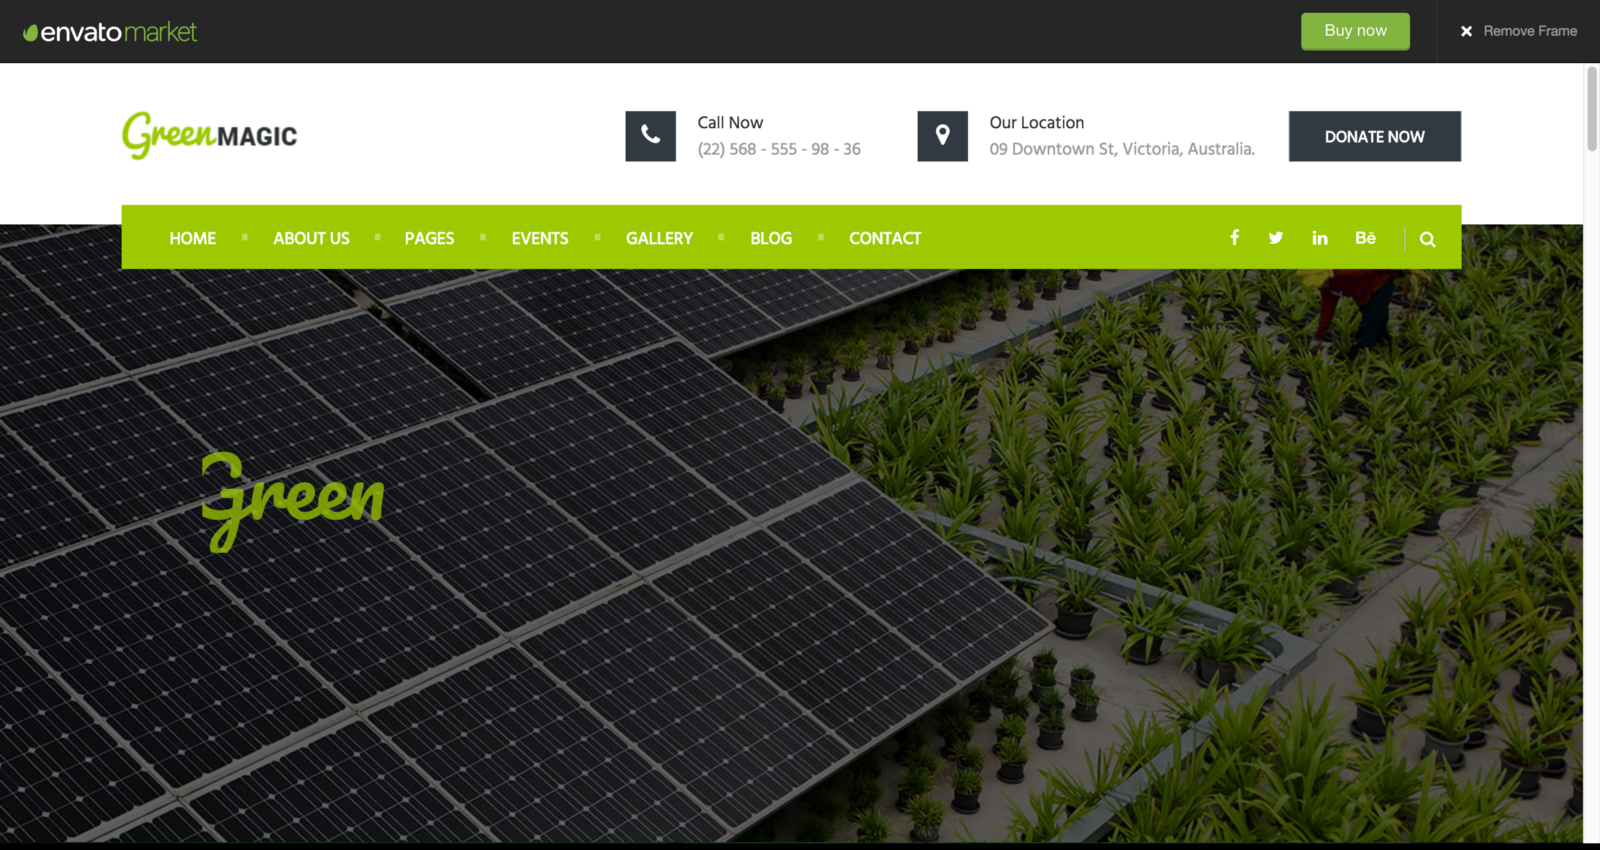 envatomarket
Buy now
Remove Frame
GreenMAGIC
Call Now
(22) 568 - 555 - 98 - 36
Our Location
09 Downtown St, Victoria, Australia.
DONATE NOW
HOME
ABOUT US
PAGES
EVENTS
GALLERY
BLOG
CONTACT
Bē
Green